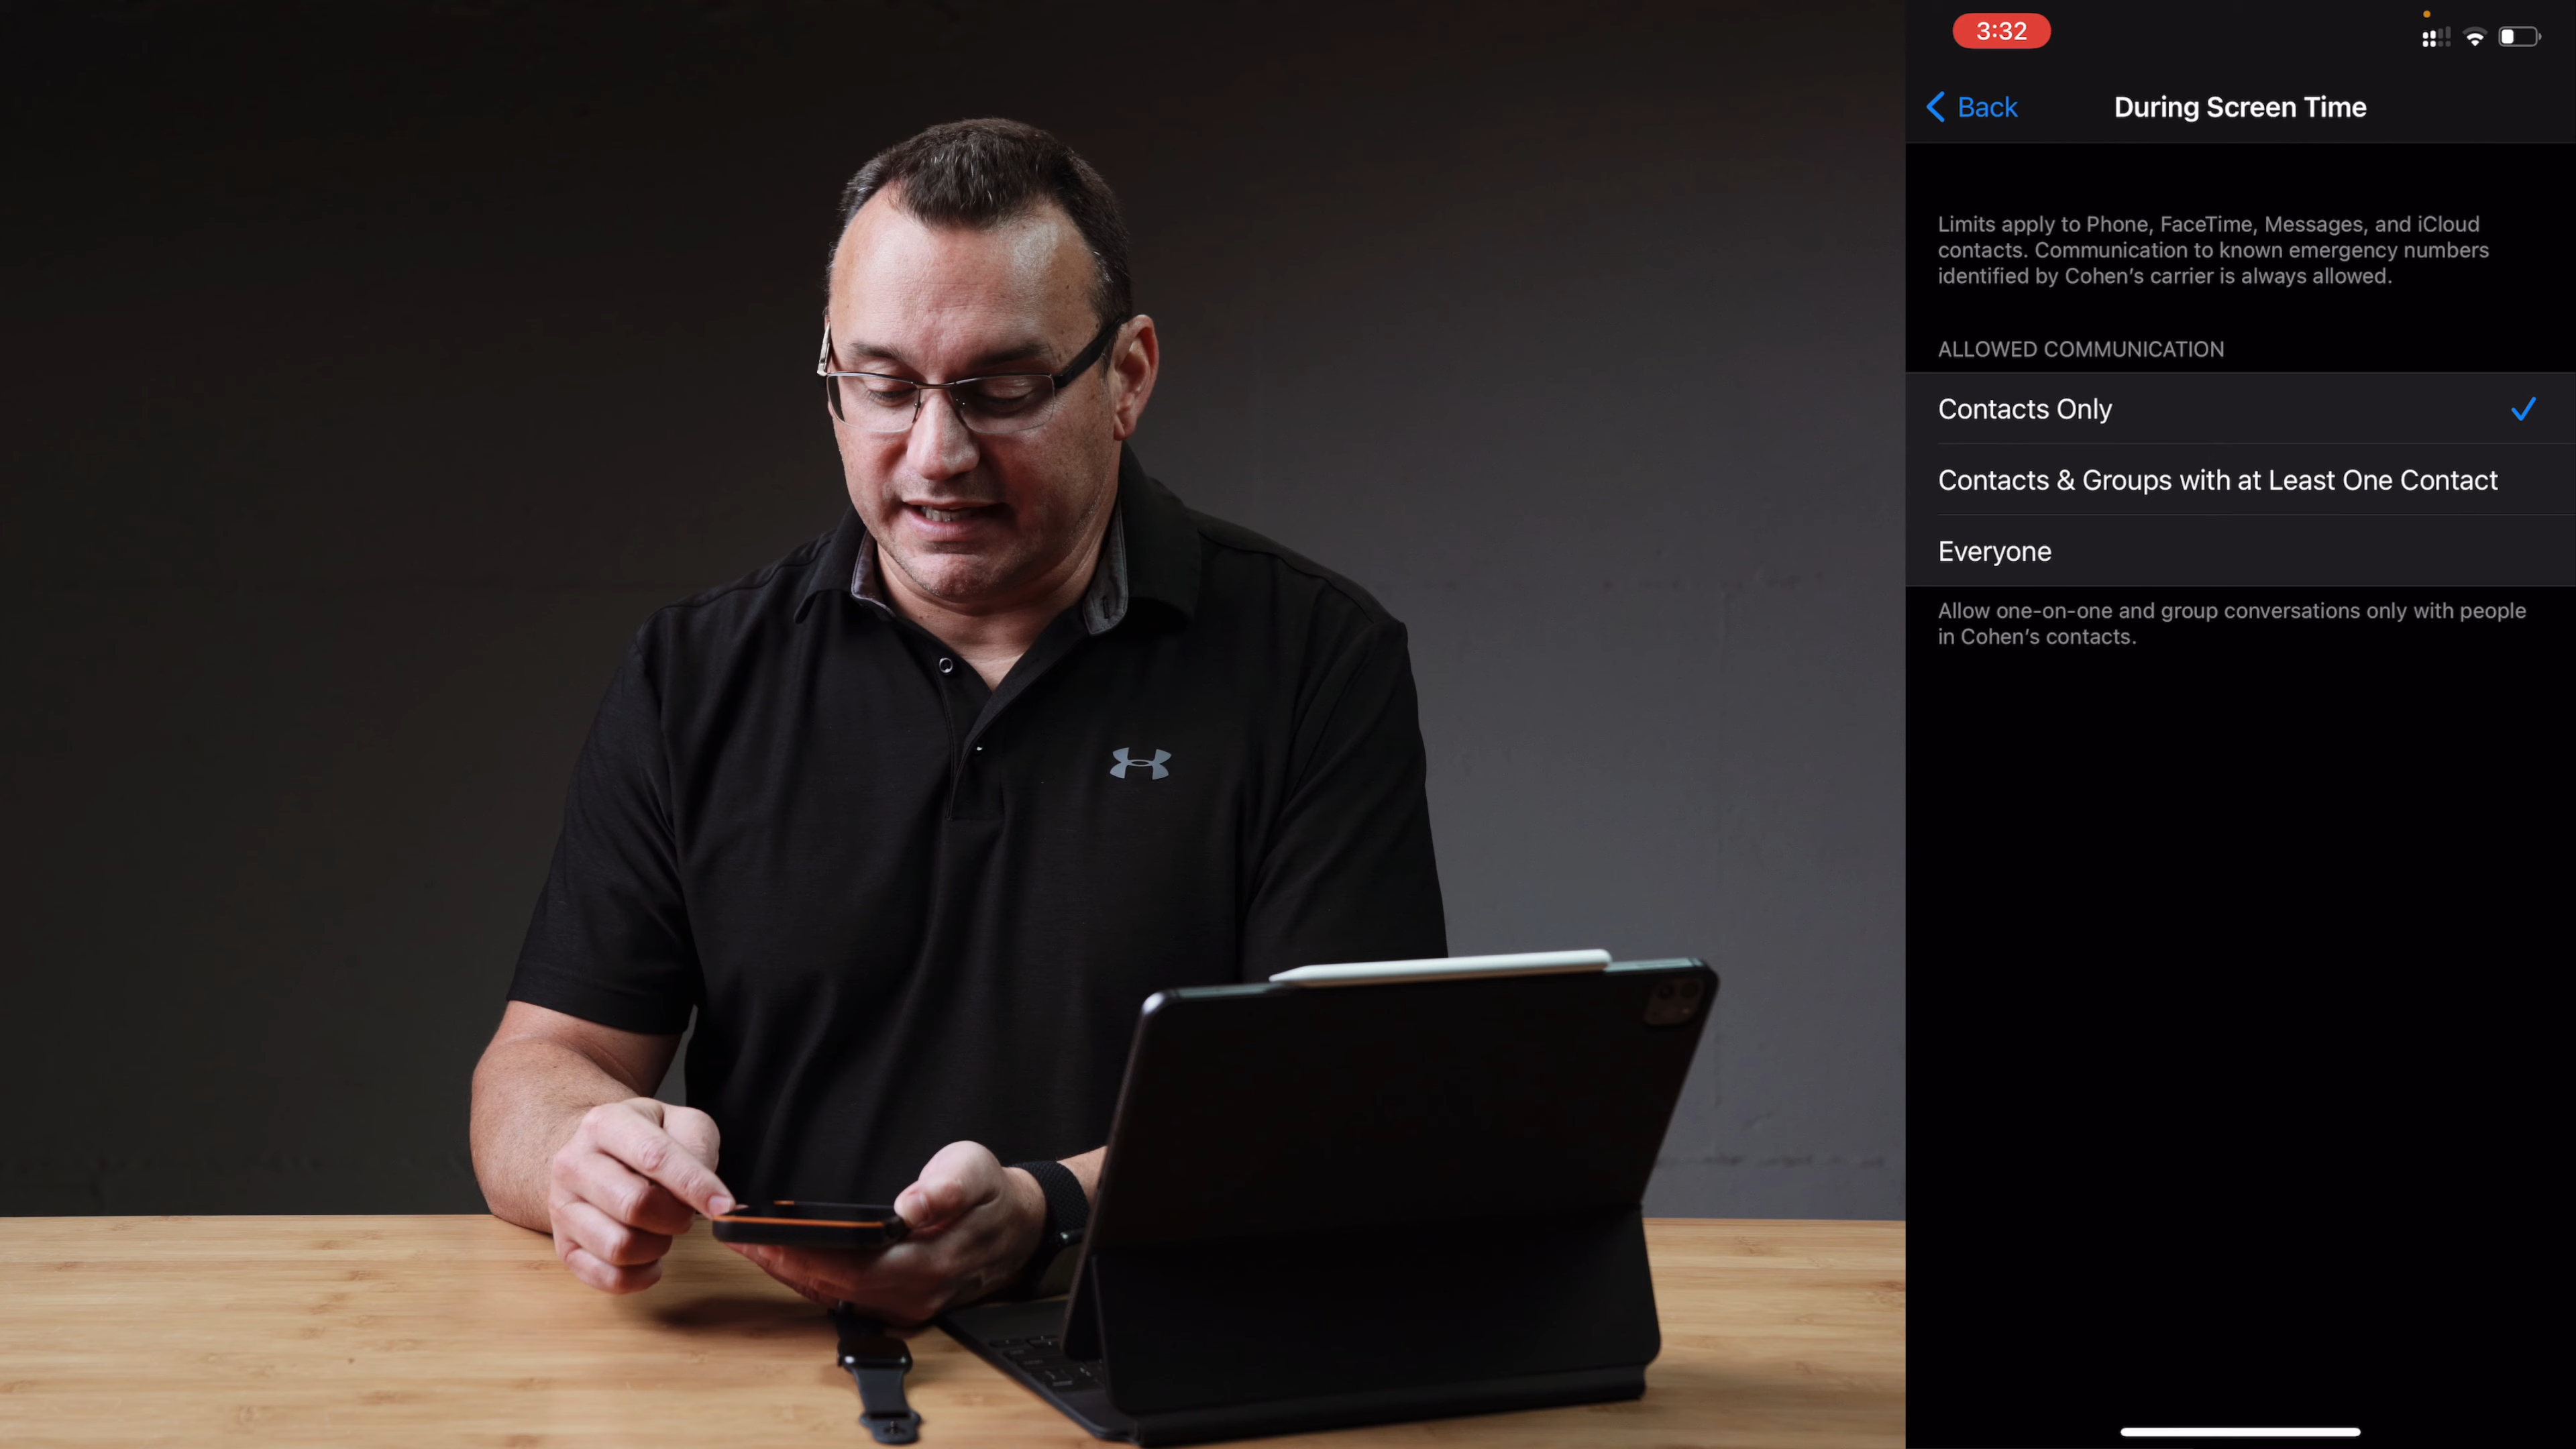 3:32
Back
During Screen Time
Limits apply to Phone, FaceTime, Messages, and iCloud
contacts. Communication to known emergency numbers
identified by Cohen’s carrier is always allowed.
ALLOWED COMMUNICATION
Contacts Only
Contacts & Groups with at Least One Contact
Everyone
Allow one-on-one and group conversations only with people
in Cohen’s contacts.